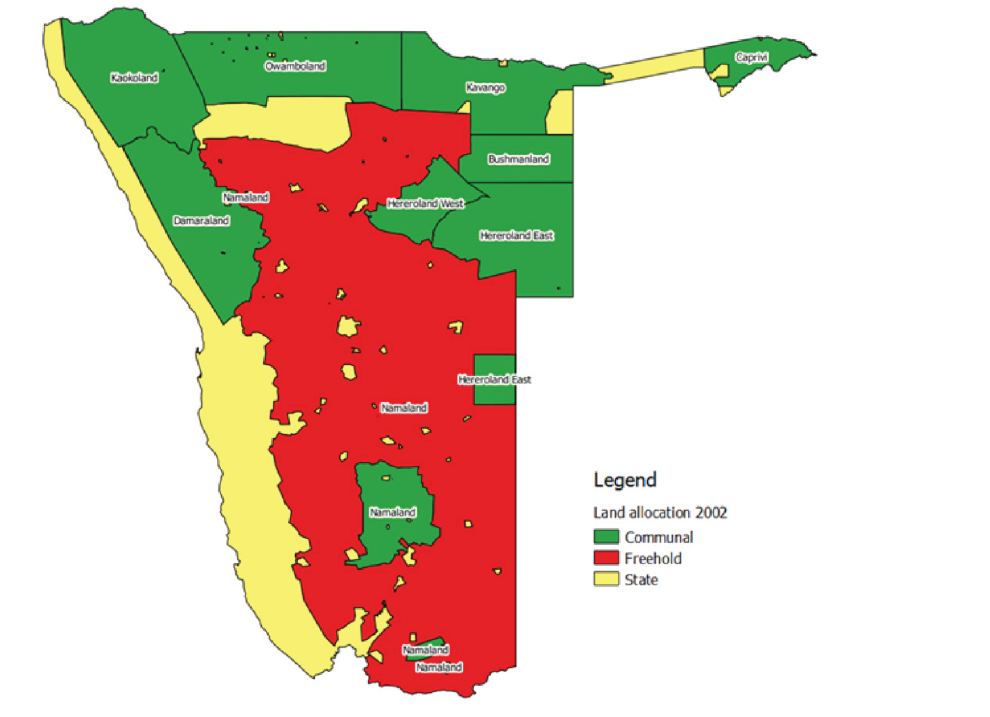 Caprivi
Owamboland
Kaokoland
Kavango
Bushmanland
Namaland
Hereroland West
Damaraland
Hereroland East
Hereroland East
Namaland
Legend
Land allocation 2002
Namaland
Communal
Freehold
State
Namaland
Namaland